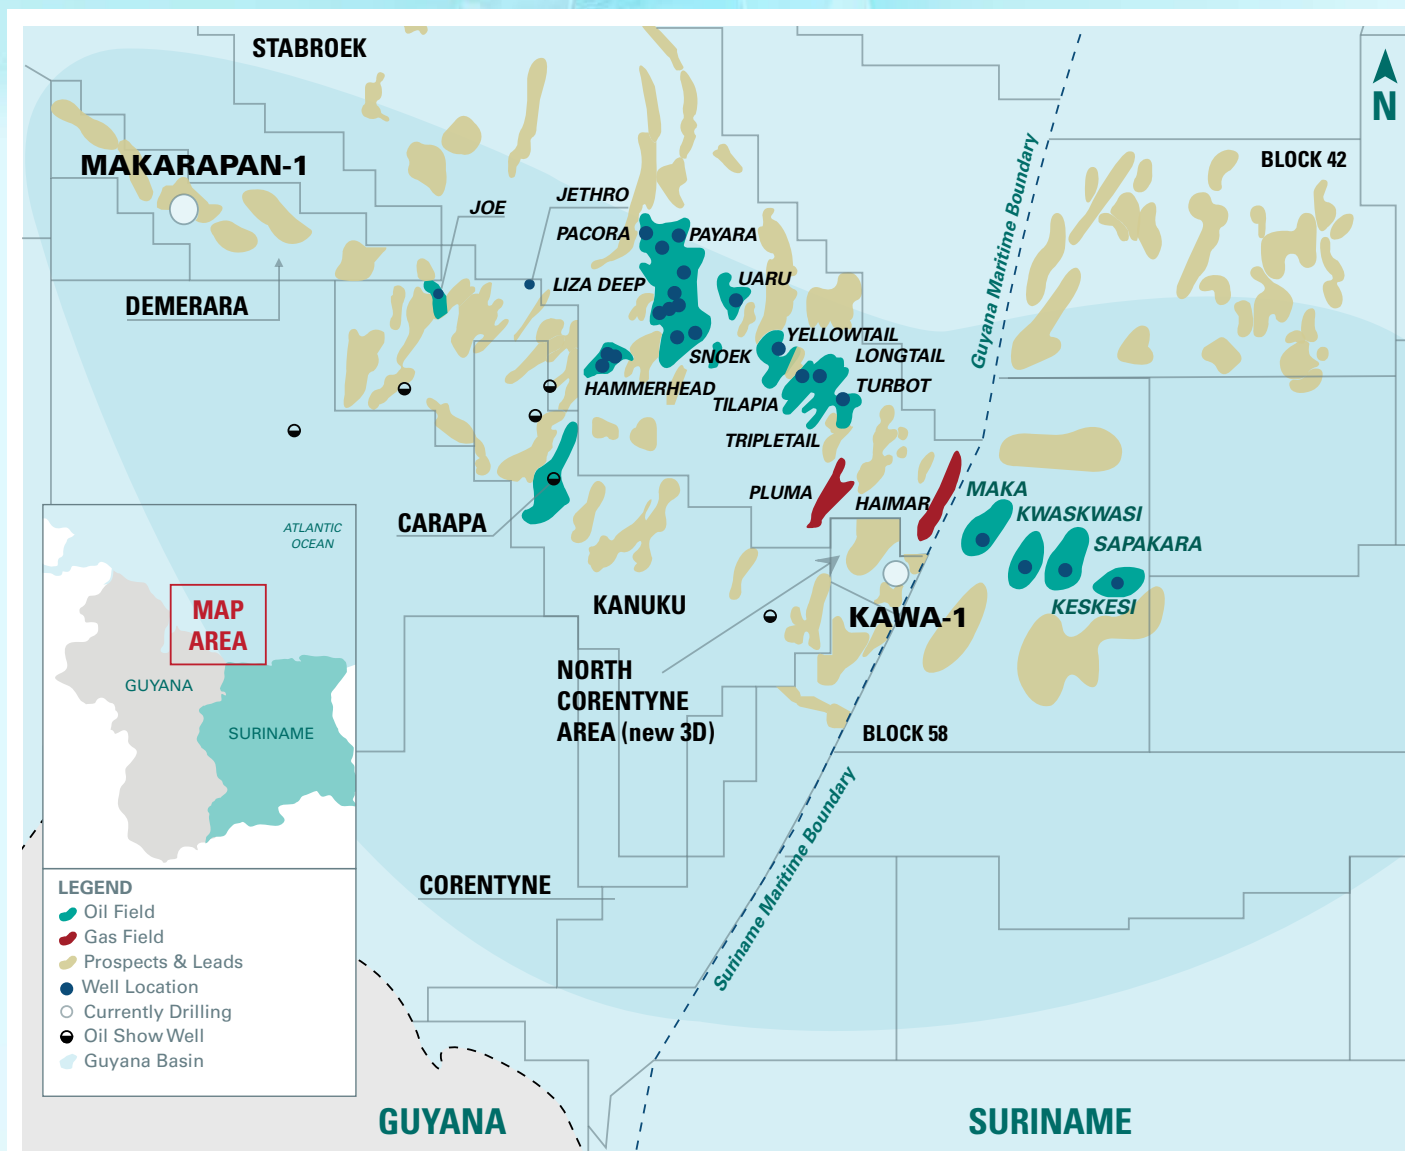 STABROEK
N
BLOCK 42
MAKARAPAN-1
JOE
JETHRO
Guyana Maritime Boundary
PACORA
PAYARA
LIZA DEEP
UARU
DEMERARA
YELLOWTAIL
SNOEK
LONGTAIL
HAMMERHEAD
TURBOT
TILAPIA
TRIPLETAIL
PLUMA
HAIMAR
MAKA
KWASKWASI
SAPAKARA
KESKESI
CARAPA
KANUKU
KAWA-1
NORTH
CORENTYNE
AREA (new 3D)
BLOCK 58
Suriname Maritime Boundary
CORENTYNE
ATLANTIC
OCEAN
MAP
AREA
GUYANA
SURINAME
LEGEND
Oil Field
Gas Field
Prospects & Leads
Well Location
Currently Drilling
Oil Show Well
Guyana Basin
GUYANA
SURINAME